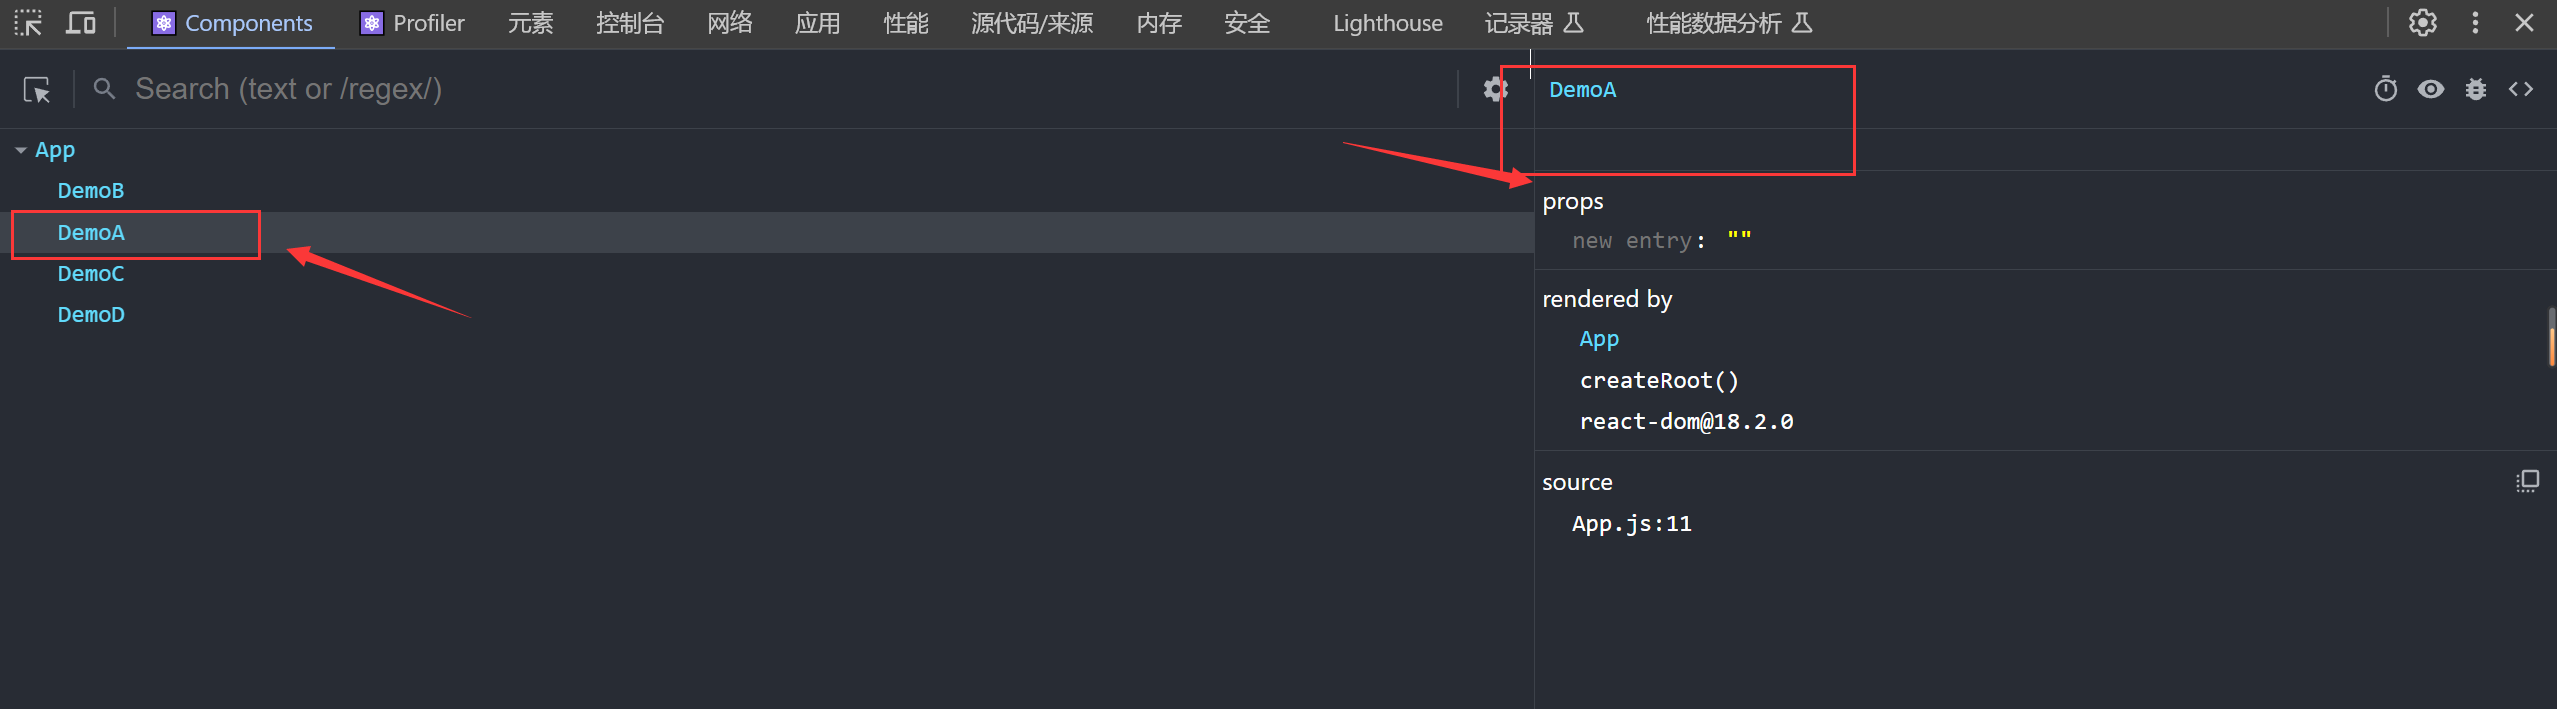 Components Profiler 元素 控制台 网络 应用 性能 源代码/来源 内存 安全 Lighthouse 记录器 性能数据分析
Search (text or /regex/)
App
DemoB
DemoA
DemoC
DemoD
DemoA
props
new entry: ""
rendered by
App
createRoot()
react-dom@18.2.0
source
App.js:11